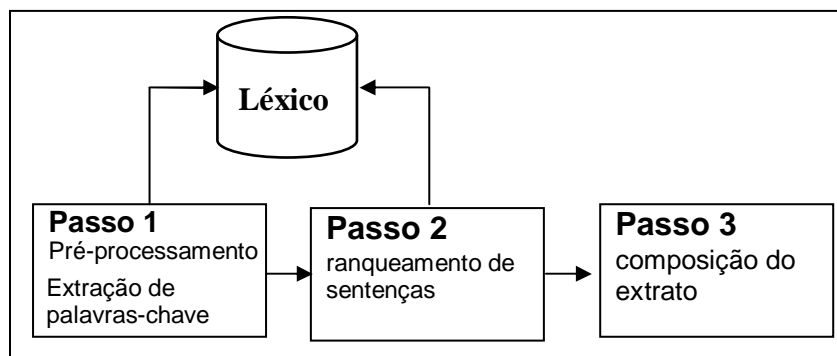 Léxico
Passo 1
Pré-processamento
Extração de
palavras-chave
Passo 2
ranqueamento de
sentenças
Passo 3
composição do
extrato